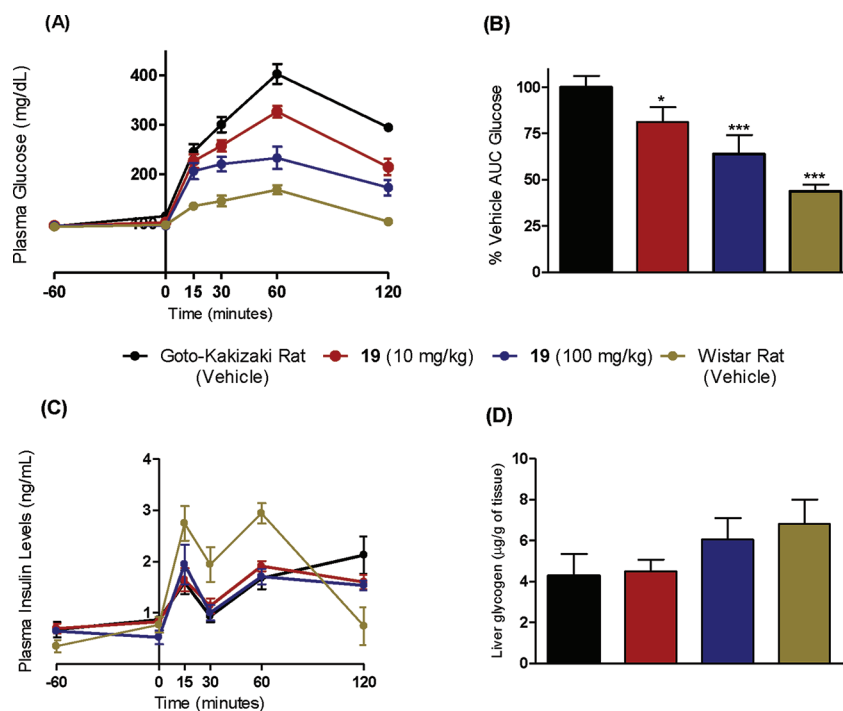 (A)
Plasma Glucose (mg/dL)
400
300
200
100
-60
0
15
30
60
120
Time (minutes)
(B)
% Vehicle AUC Glucose
100
75
50
25
0
*
***
***
Goto-Kakizaki Rat
(Vehicle)
19 (10 mg/kg)
19 (100 mg/kg)
Wistar Rat
(Vehicle)
(C)
Plasma Insulin Levels (ng/mL)
4
3
2
1
-60
0
15
30
60
120
Time (minutes)
(D)
Liver glycogen (µg/g of tissue)
10
8
6
4
2
0